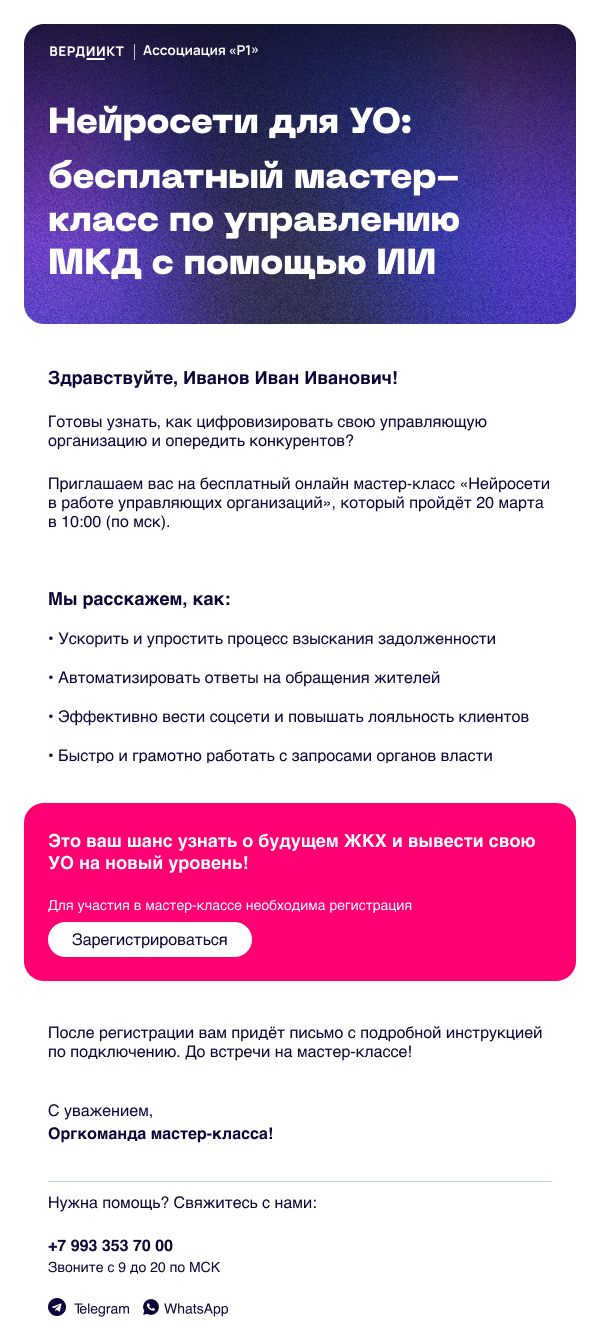 ВЕРДИИКТ | Ассоциация «Р1»
Нейросети для УО:
бесплатный мастер–
класс по управлению
МКД с помощью ИИ
Здравствуйте, Иванов Иван Иванович!
Готовы узнать, как цифровизировать свою управляющую
организацию и опередить конкурентов?
Приглашаем вас на бесплатный онлайн мастер-класс «Нейросети
в работе управляющих организаций», который пройдёт 20 марта
в 10:00 (по мск).
Мы расскажем, как:
• Ускорить и упростить процесс взыскания задолженности
• Автоматизировать ответы на обращения жителей
• Эффективно вести соцсети и повышать лояльность клиентов
• Быстро и грамотно работать с запросами органов власти
Это ваш шанс узнать о будущем ЖКХ и вывести свою
УО на новый уровень!
Для участия в мастер-классе необходима регистрация
Зарегистрироваться
После регистрации вам придёт письмо с подробной инструкцией
по подключению. До встречи на мастер-классе!
С уважением,
Оргкоманда мастер-класса!
Нужна помощь? Свяжитесь с нами:
+7 993 353 70 00
Звоните с 9 до 20 по МСК
Telegram WhatsApp